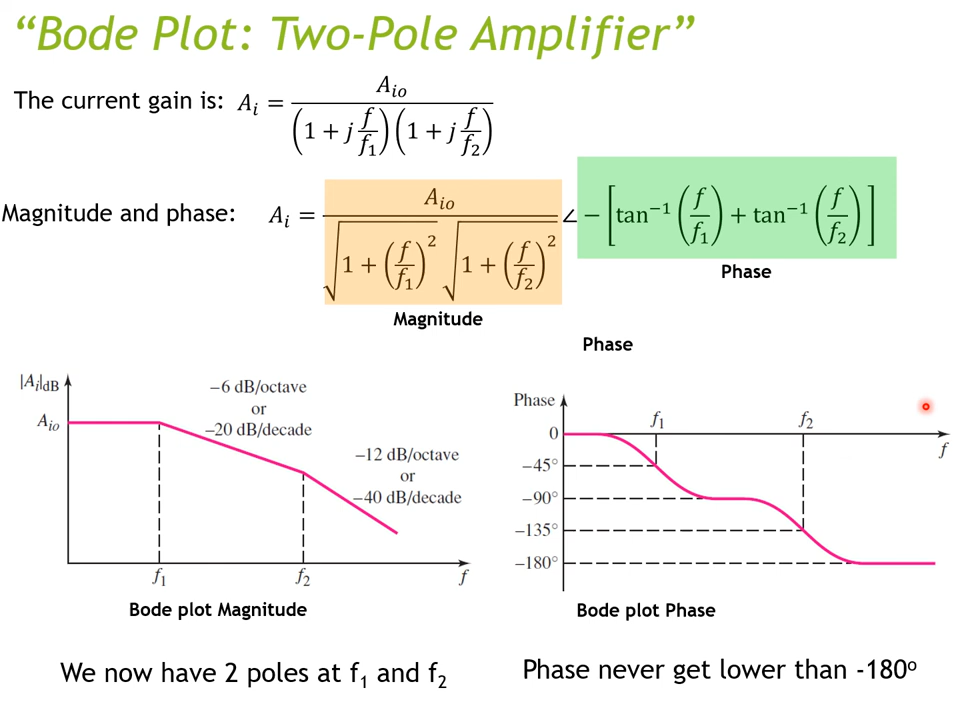 “Bode Plot: Two-Pole Amplifier”
The current gain is: A_i = A_io / (1 + j f/f_1)(1 + j f/f_2)
Magnitude and phase: A_i = A_io / √(1 + (f/f_1)^2) √(1 + (f/f_2)^2) ∠ −[tan^−1(f/f_1) + tan^−1(f/f_2)]
Phase
Magnitude
Phase
|A_i|dB
A_io
−6 dB/octave
or
−20 dB/decade
−12 dB/octave
or
−40 dB/decade
f_1
f_2
f
Bode plot Magnitude
Phase
f_1
f_2
0
f
−45°
−90°
−135°
−180°
Bode plot Phase
We now have 2 poles at f_1 and f_2
Phase never get lower than -180°